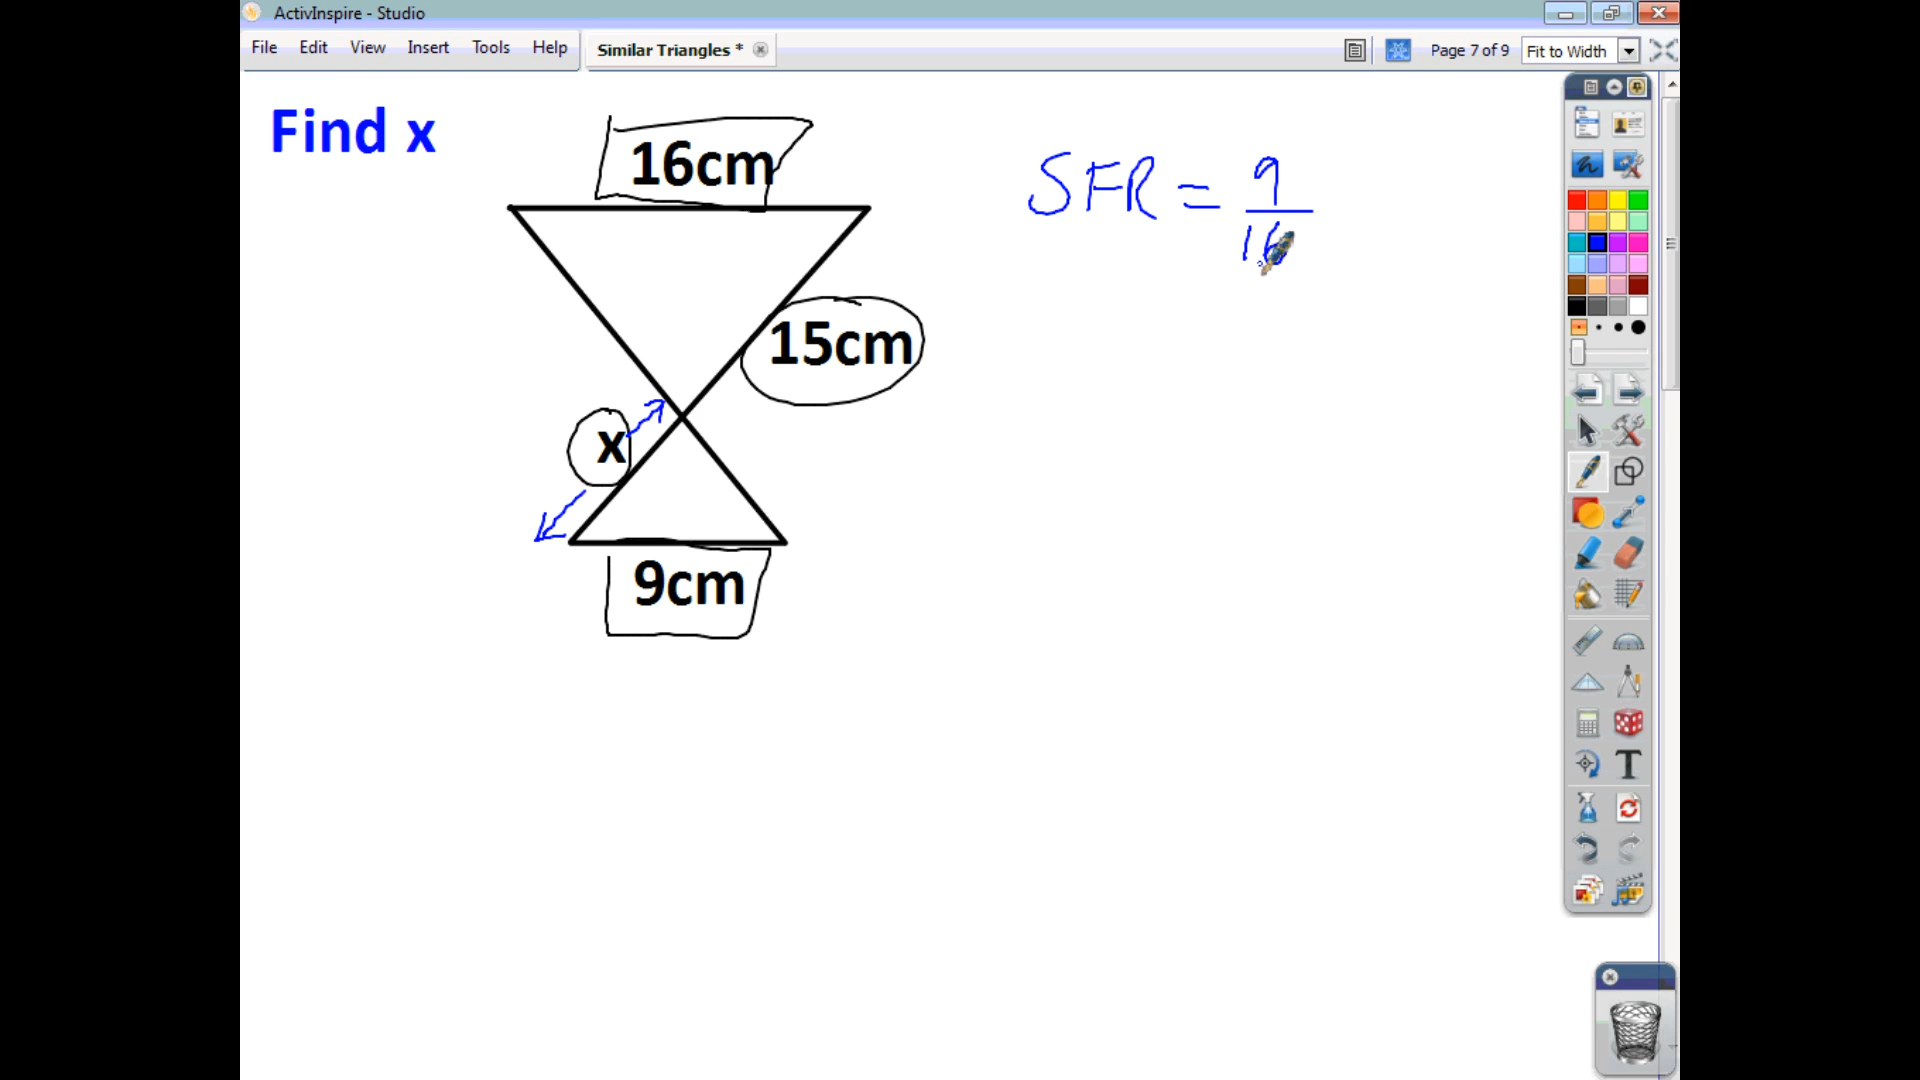 ActivInspire - Studio
File Edit View Insert Tools Help
Similar Triangles *
Page 7 of 9
Fit to Width
Find x
16cm
SFR = 9
16
15cm
x
9cm